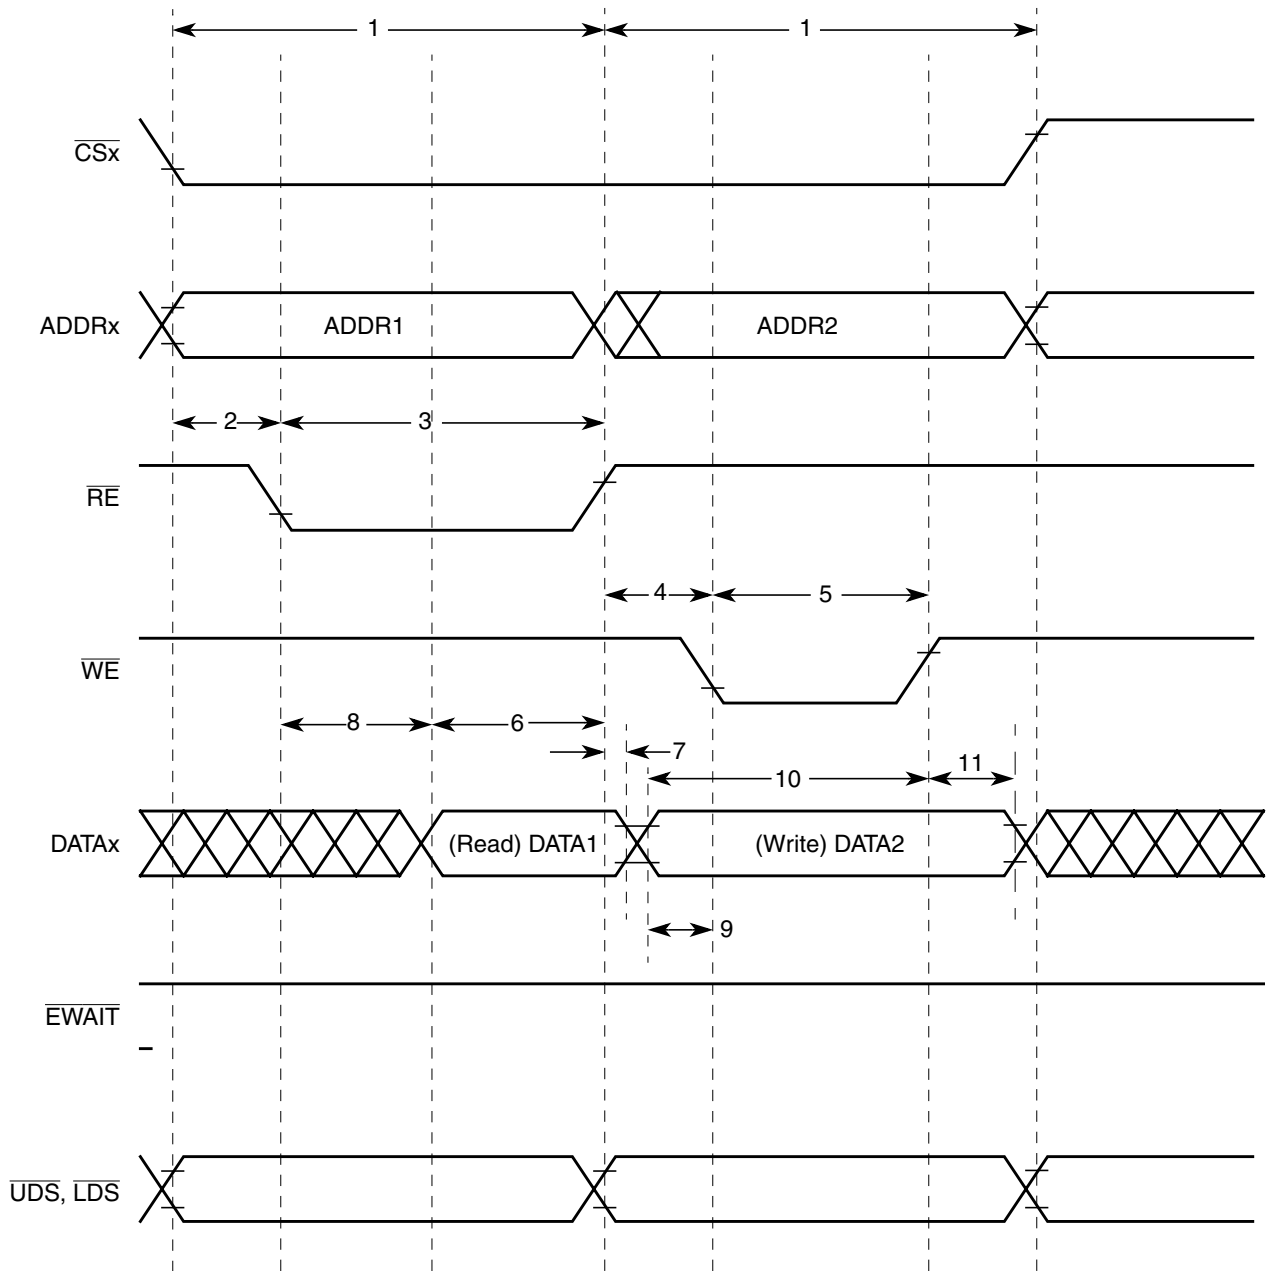 1 1
CSx
ADDRx ADDR1 ADDR2
2 3
RE
4 5
WE
8 6
7
10 11
DATAx (Read) DATA1 (Write) DATA2
9
EWAIT
UDS, LDS